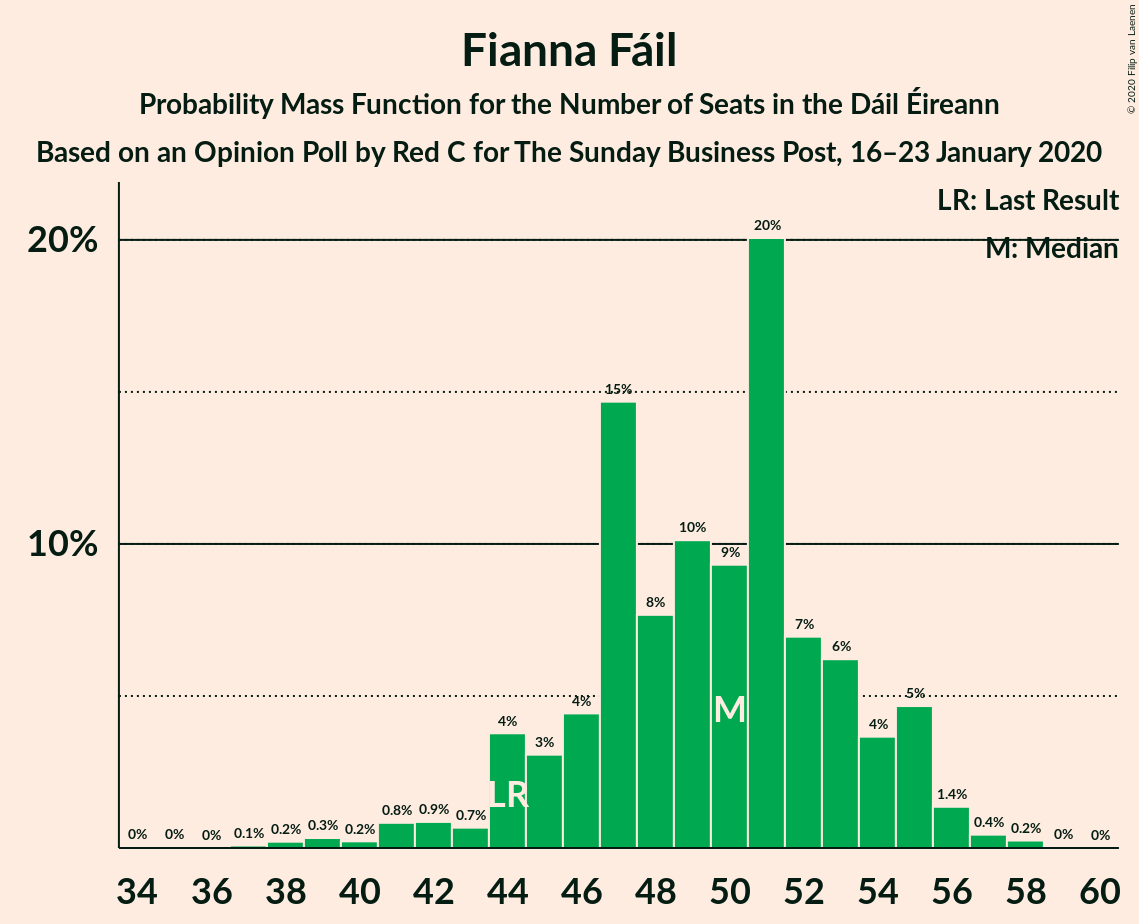 Fianna Fáil
Probability Mass Function for the Number of Seats in the Dáil Éireann
Based on an Opinion Poll by Red C for The Sunday Business Post, 16–23 January 2020
© 2020 Filip van Laenen
LR: Last Result
M: Median
20%
10%
0% 0% 0% 0.1% 0.2% 0.3% 0.2% 0.8% 0.9% 0.7% 4% 3% 4% 15% 8% 10% 9% 20% 7% 6% 4% 5% 1.4% 0.4% 0.2% 0% 0%
LR
M
34 36 38 40 42 44 46 48 50 52 54 56 58 60